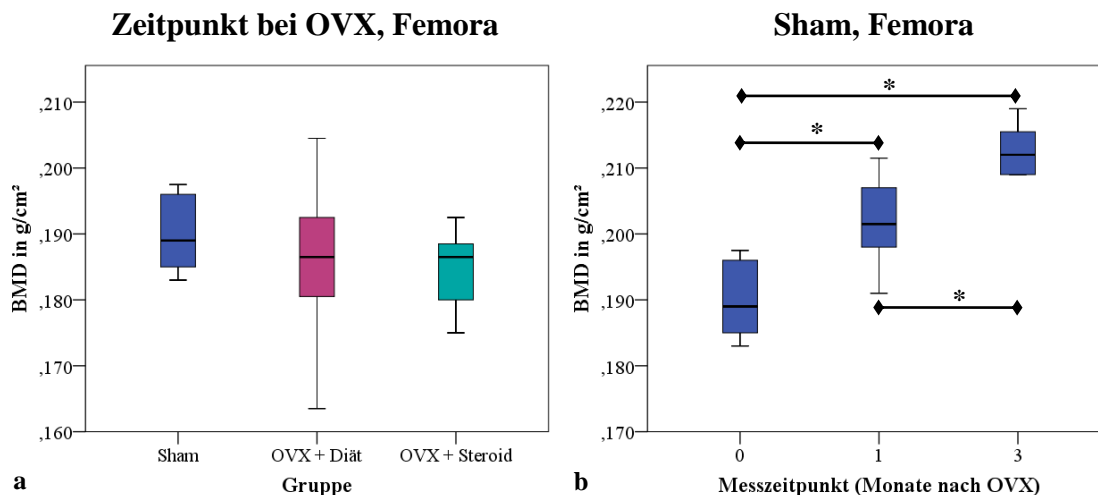 Zeitpunkt bei OVX, Femora
BMD in g/cm²
,210
,200
,190
,180
,170
,160
Sham
OVX + Diät
OVX + Steroid
Gruppe
a
Sham, Femora
BMD in g/cm²
,220
,210
,200
,190
,180
,170
*
*
*
0
1
3
Messzeitpunkt (Monate nach OVX)
b